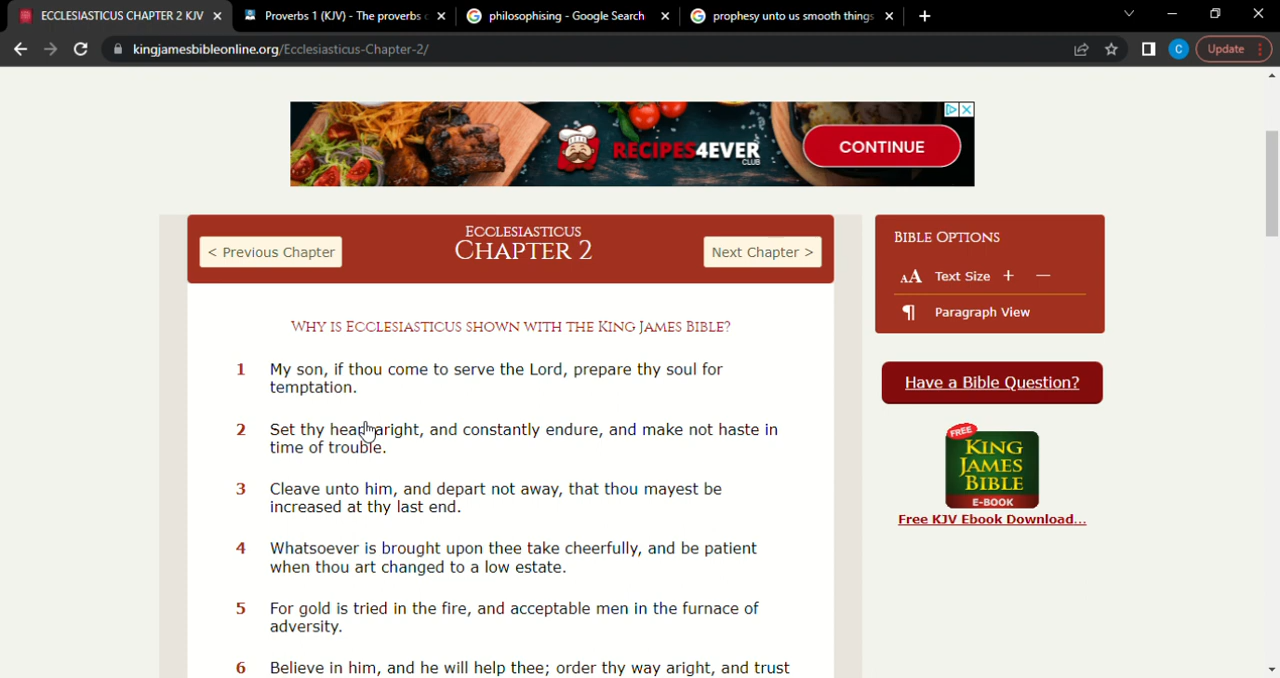 ECCLESIASTICUS CHAPTER 2 KJV
Proverbs 1 (KJV) - The proverbs
philosophising - Google Search
prophesy unto us smooth things
kingjamesbibleonline.org/Ecclesiasticus-Chapter-2/
C
Update
RECIPES4EVER
CLUB
CONTINUE
< Previous Chapter
Ecclesiasticus
Chapter 2
Next Chapter >
Why is Ecclesiasticus shown with the King James Bible?
1 My son, if thou come to serve the Lord, prepare thy soul for
temptation.
2 Set thy heart aright, and constantly endure, and make not haste in
time of trouble.
3 Cleave unto him, and depart not away, that thou mayest be
increased at thy last end.
4 Whatsoever is brought upon thee take cheerfully, and be patient
when thou art changed to a low estate.
5 For gold is tried in the fire, and acceptable men in the furnace of
adversity.
6 Believe in him, and he will help thee; order thy way aright, and trust
Bible Options
AA Text Size + —
¶ Paragraph View
Have a Bible Question?
FREE
KING
JAMES
BIBLE
E-BOOK
Free KJV Ebook Download...